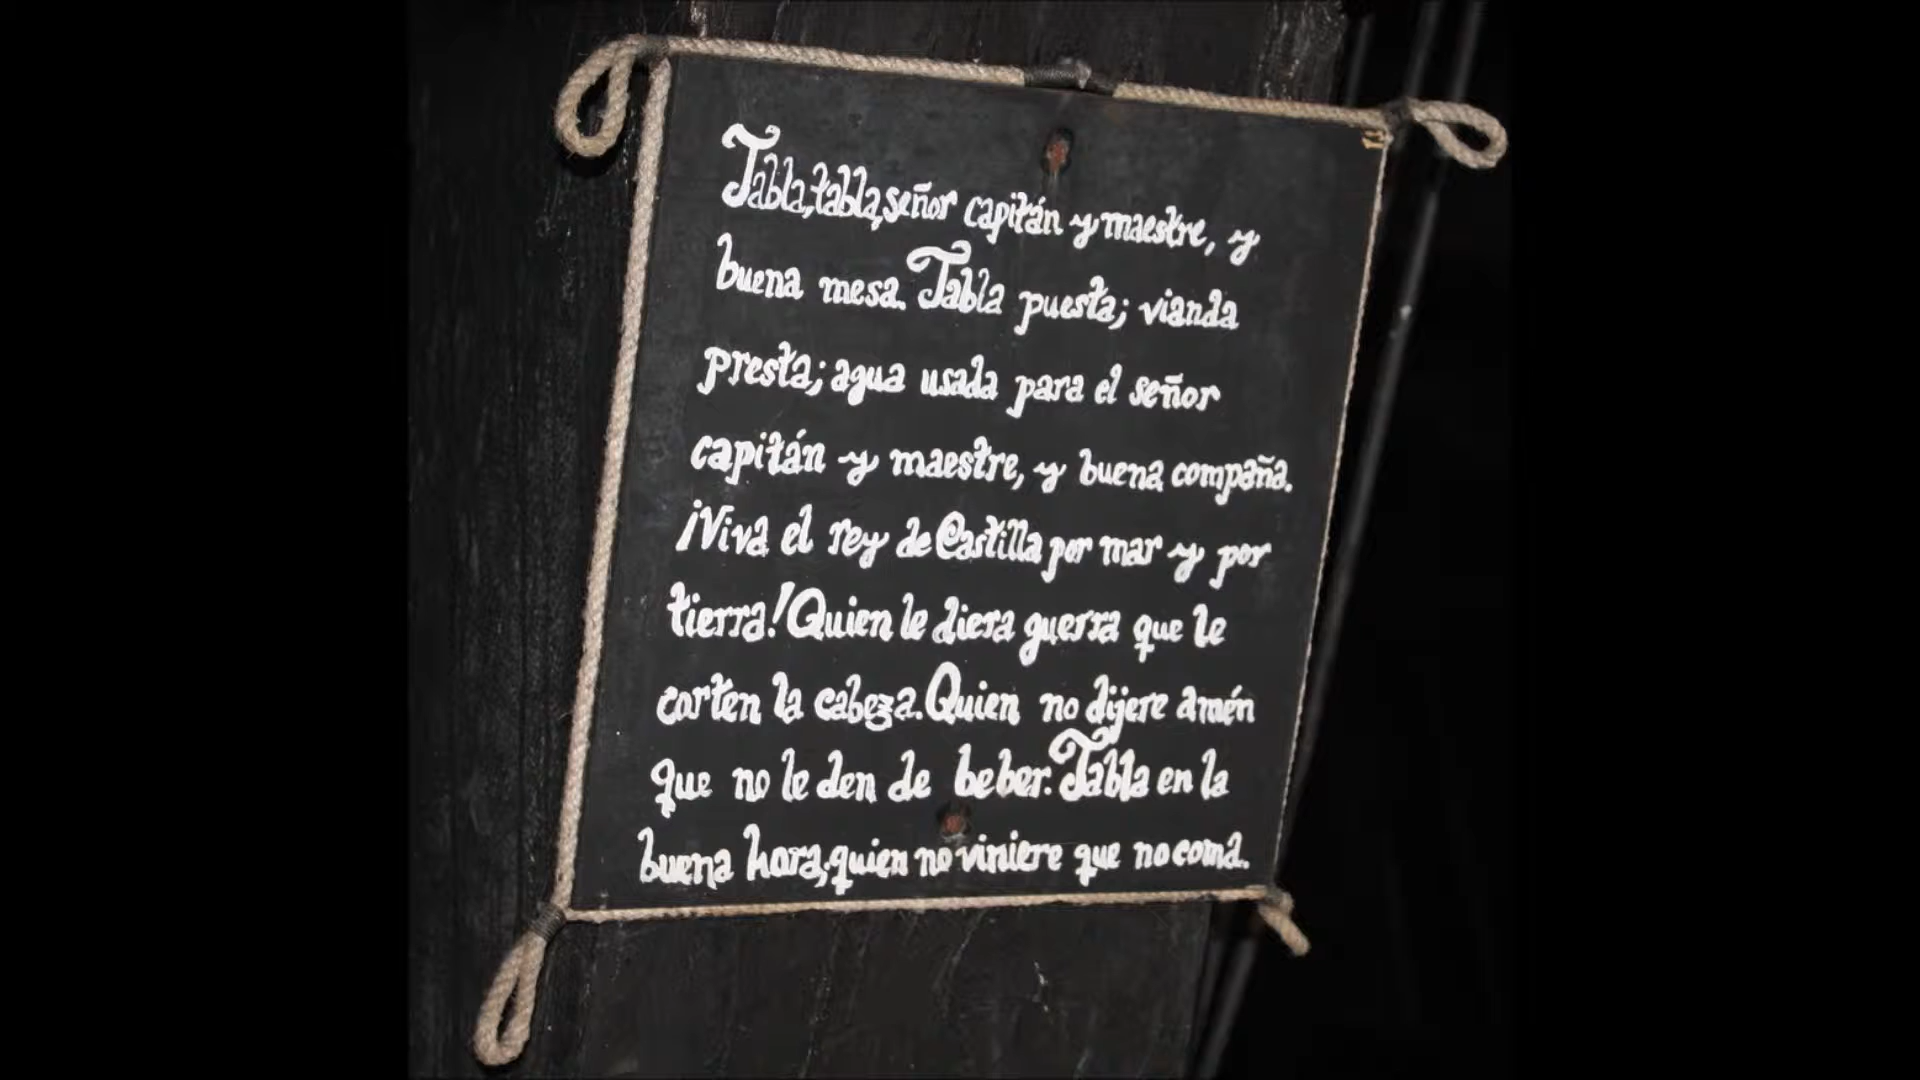 Tabla, tabla, señor capitán y maestre, y
buena mesa. Tabla puesta; vianda
presta; agua usada para el señor
capitán y maestre, y buena compaña.
¡Viva el rey de Castilla por mar y por
tierra! Quien le diera guerra que le
corten la cabeza. Quien no dijere amén
que no le den de beber. Tabla en la
buena hora, quien no viniere que no coma.